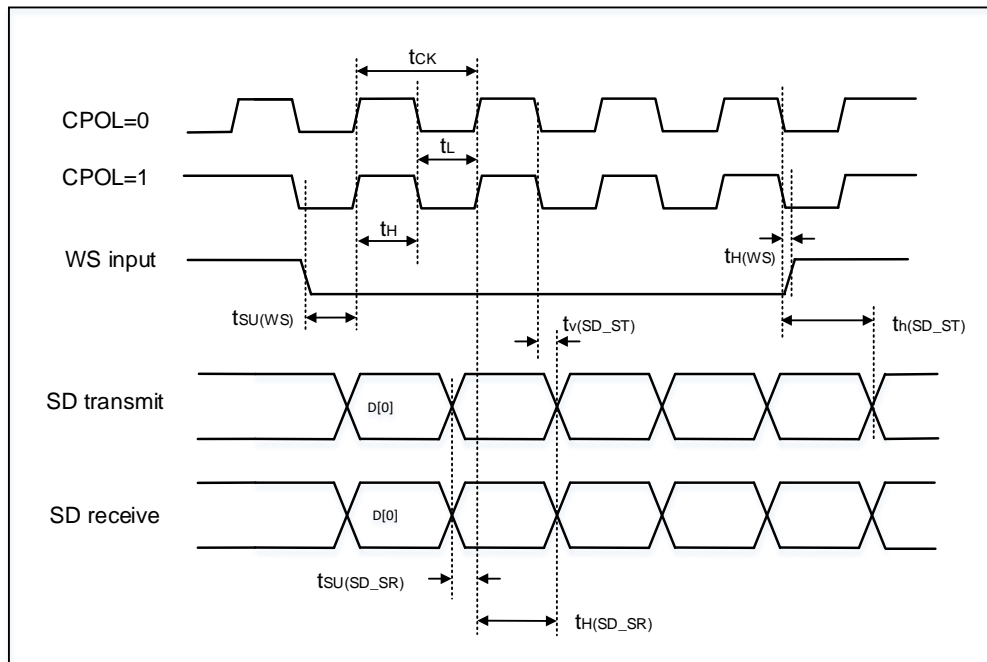 tCK
CPOL=0
tL
CPOL=1
tH
tH(WS)
WS input
tSU(WS)
tv(SD_ST)
th(SD_ST)
SD transmit
D[0]
SD receive
D[0]
tSU(SD_SR)
tH(SD_SR)